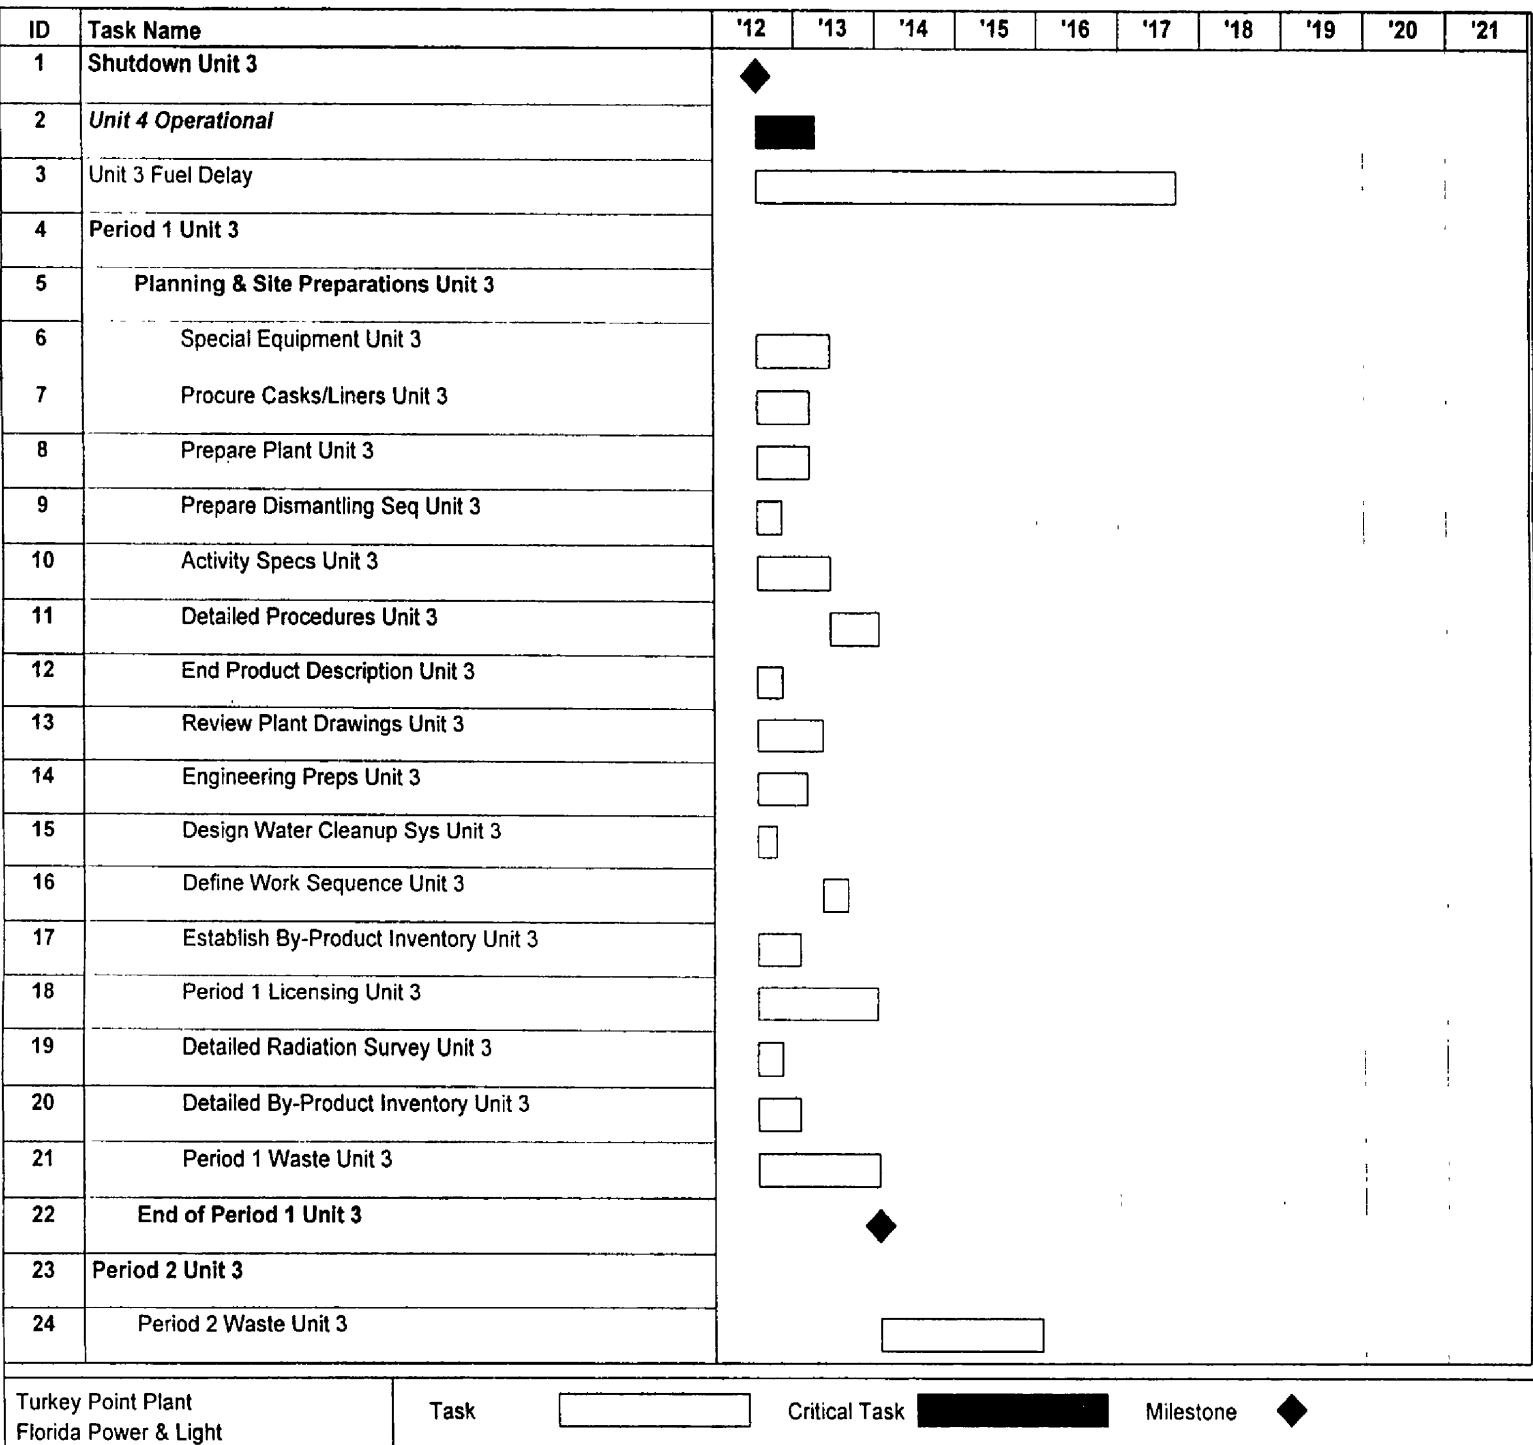 ID Task Name '12 '13 '14 '15 '16 '17 '18 '19 '20 '21
1 Shutdown Unit 3
2 Unit 4 Operational
3 Unit 3 Fuel Delay
4 Period 1 Unit 3
5 Planning & Site Preparations Unit 3
6 Special Equipment Unit 3
7 Procure Casks/Liners Unit 3
8 Prepare Plant Unit 3
9 Prepare Dismantling Seq Unit 3
10 Activity Specs Unit 3
11 Detailed Procedures Unit 3
12 End Product Description Unit 3
13 Review Plant Drawings Unit 3
14 Engineering Preps Unit 3
15 Design Water Cleanup Sys Unit 3
16 Define Work Sequence Unit 3
17 Establish By-Product Inventory Unit 3
18 Period 1 Licensing Unit 3
19 Detailed Radiation Survey Unit 3
20 Detailed By-Product Inventory Unit 3
21 Period 1 Waste Unit 3
22 End of Period 1 Unit 3
23 Period 2 Unit 3
24 Period 2 Waste Unit 3
Turkey Point Plant
Florida Power & Light
Task Critical Task Milestone